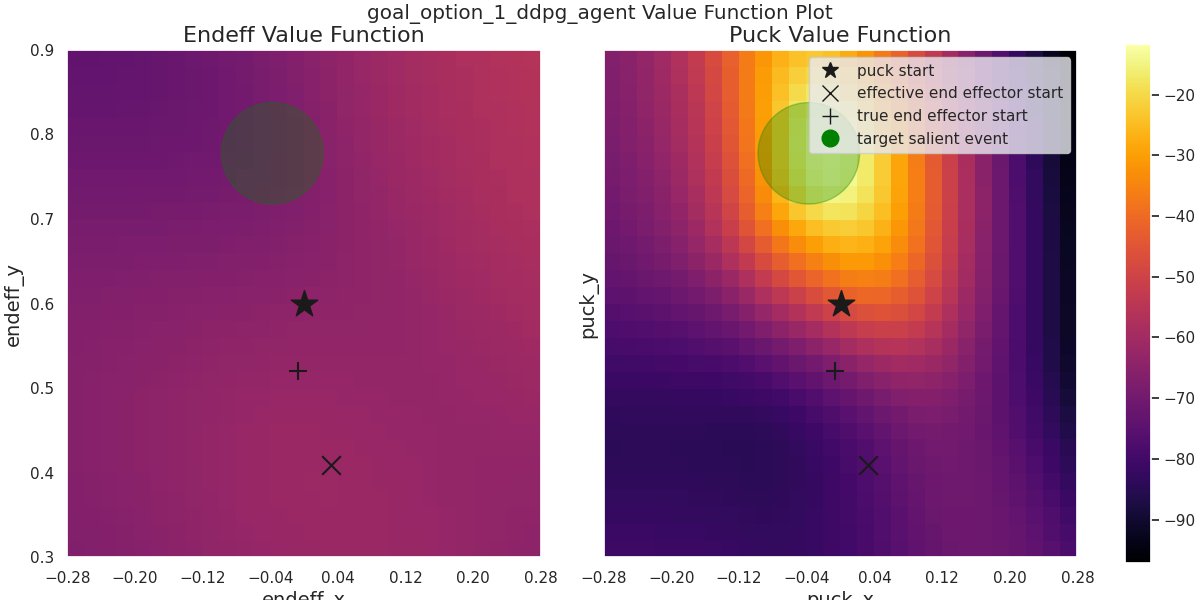 goal_option_1_ddpg_agent Value Function Plot
Endeff Value Function
Puck Value Function
endeff_y
0.9
0.8
0.7
0.6
0.5
0.4
0.3
−0.28 −0.20 −0.12 −0.04 0.04 0.12 0.20 0.28
endeff_x
puck_y
puck start
effective end effector start
true end effector start
target salient event
−0.28 −0.20 −0.12 −0.04 0.04 0.12 0.20 0.28
puck_x
−20
−30
−40
−50
−60
−70
−80
−90